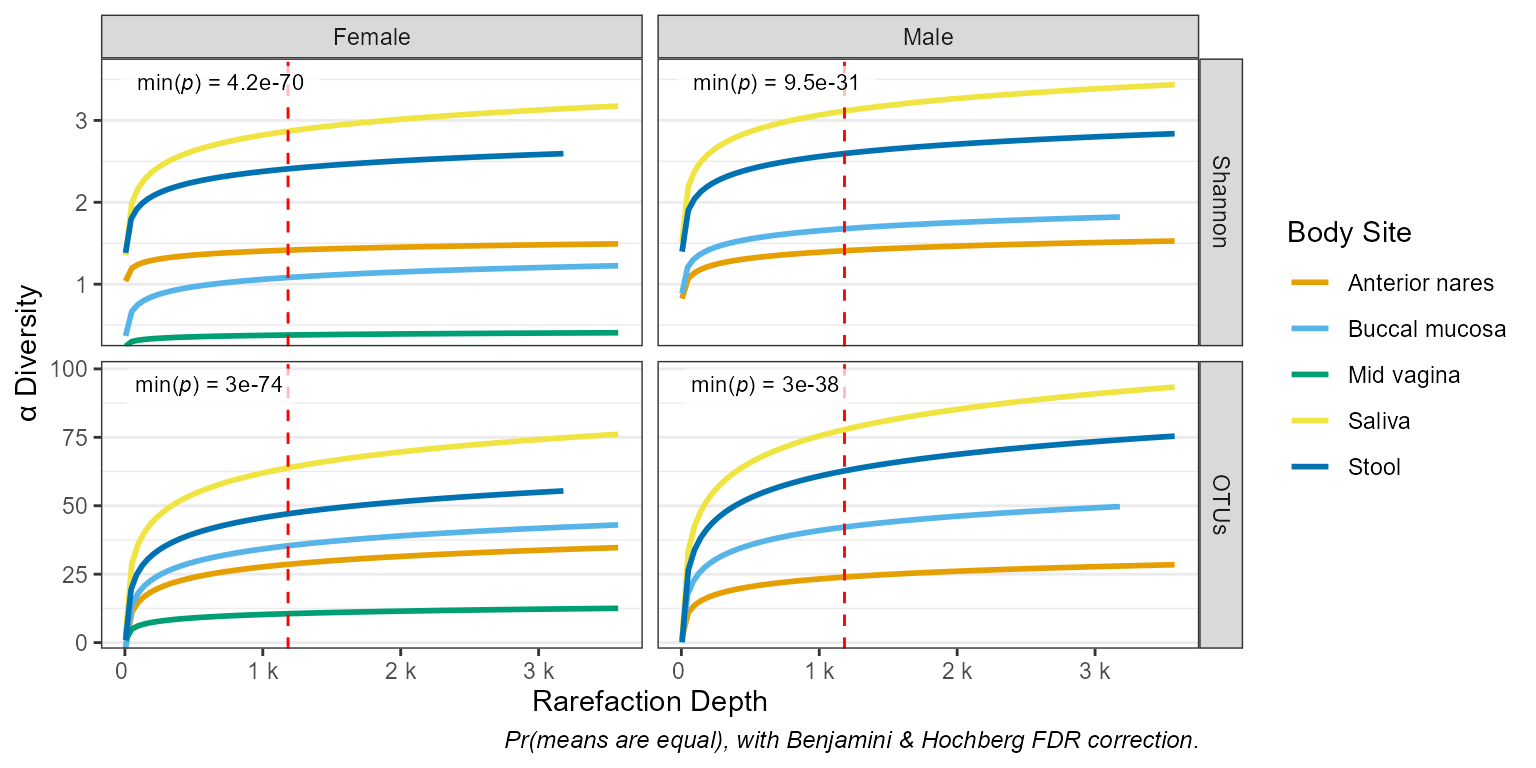 Female
Male
min(p) = 4.2e-70
min(p) = 9.5e-31
3
2
1
Shannon
min(p) = 3e-74
min(p) = 3e-38
100
75
50
25
0
OTUs
α Diversity
0 1 k 2 k 3 k
0 1 k 2 k 3 k
Rarefaction Depth
Pr(means are equal), with Benjamini & Hochberg FDR correction.
Body Site
Anterior nares
Buccal mucosa
Mid vagina
Saliva
Stool